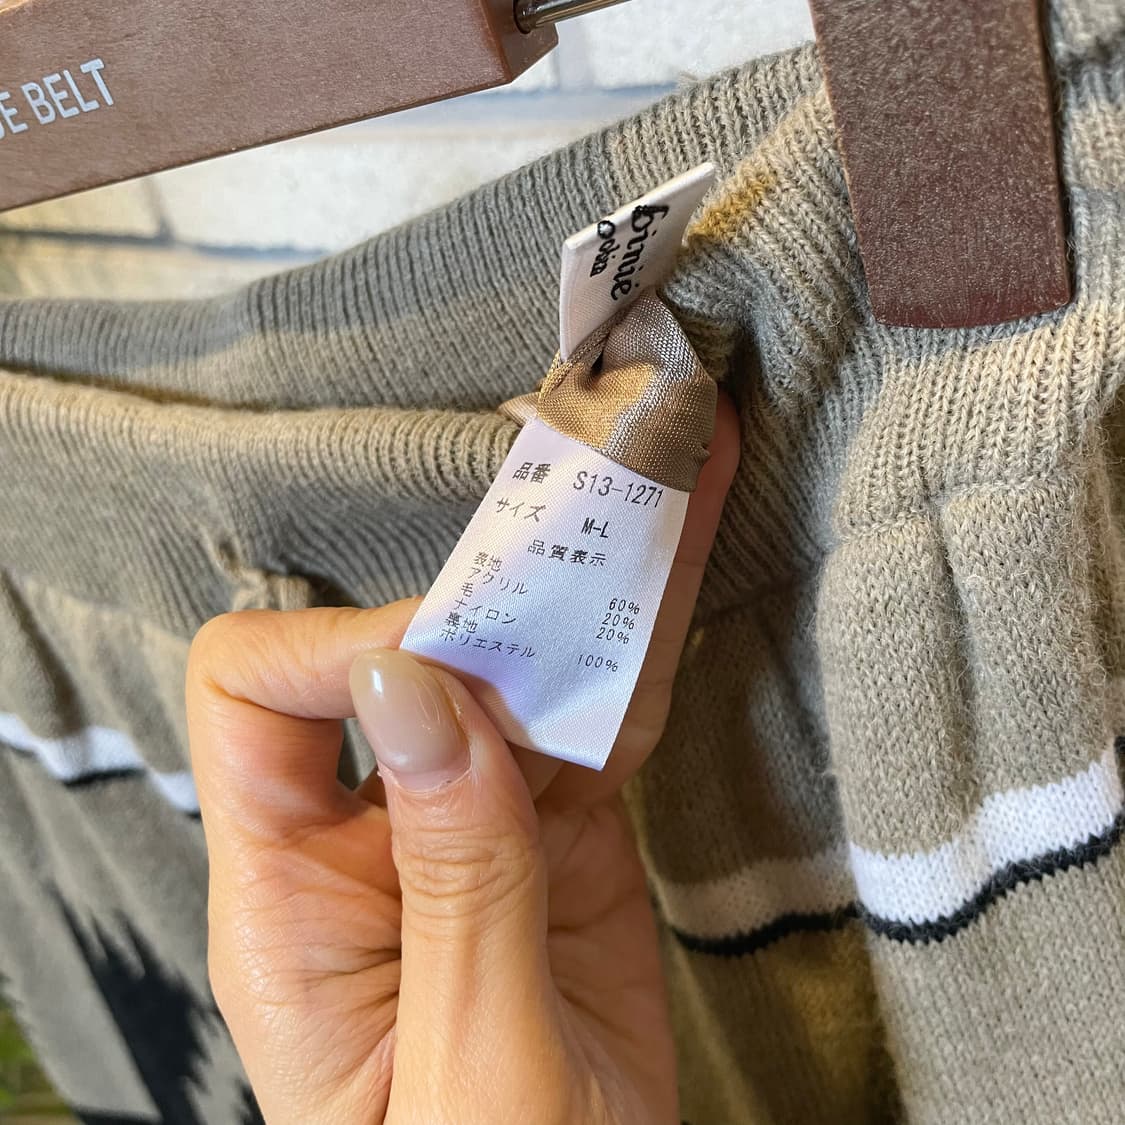 E BELT
birnie
品番 S13-1271
サイズ M-L
品質表示
表地
アクリル 60%
毛 20%
ナイロン 20%
裏地
ポリエステル 100%